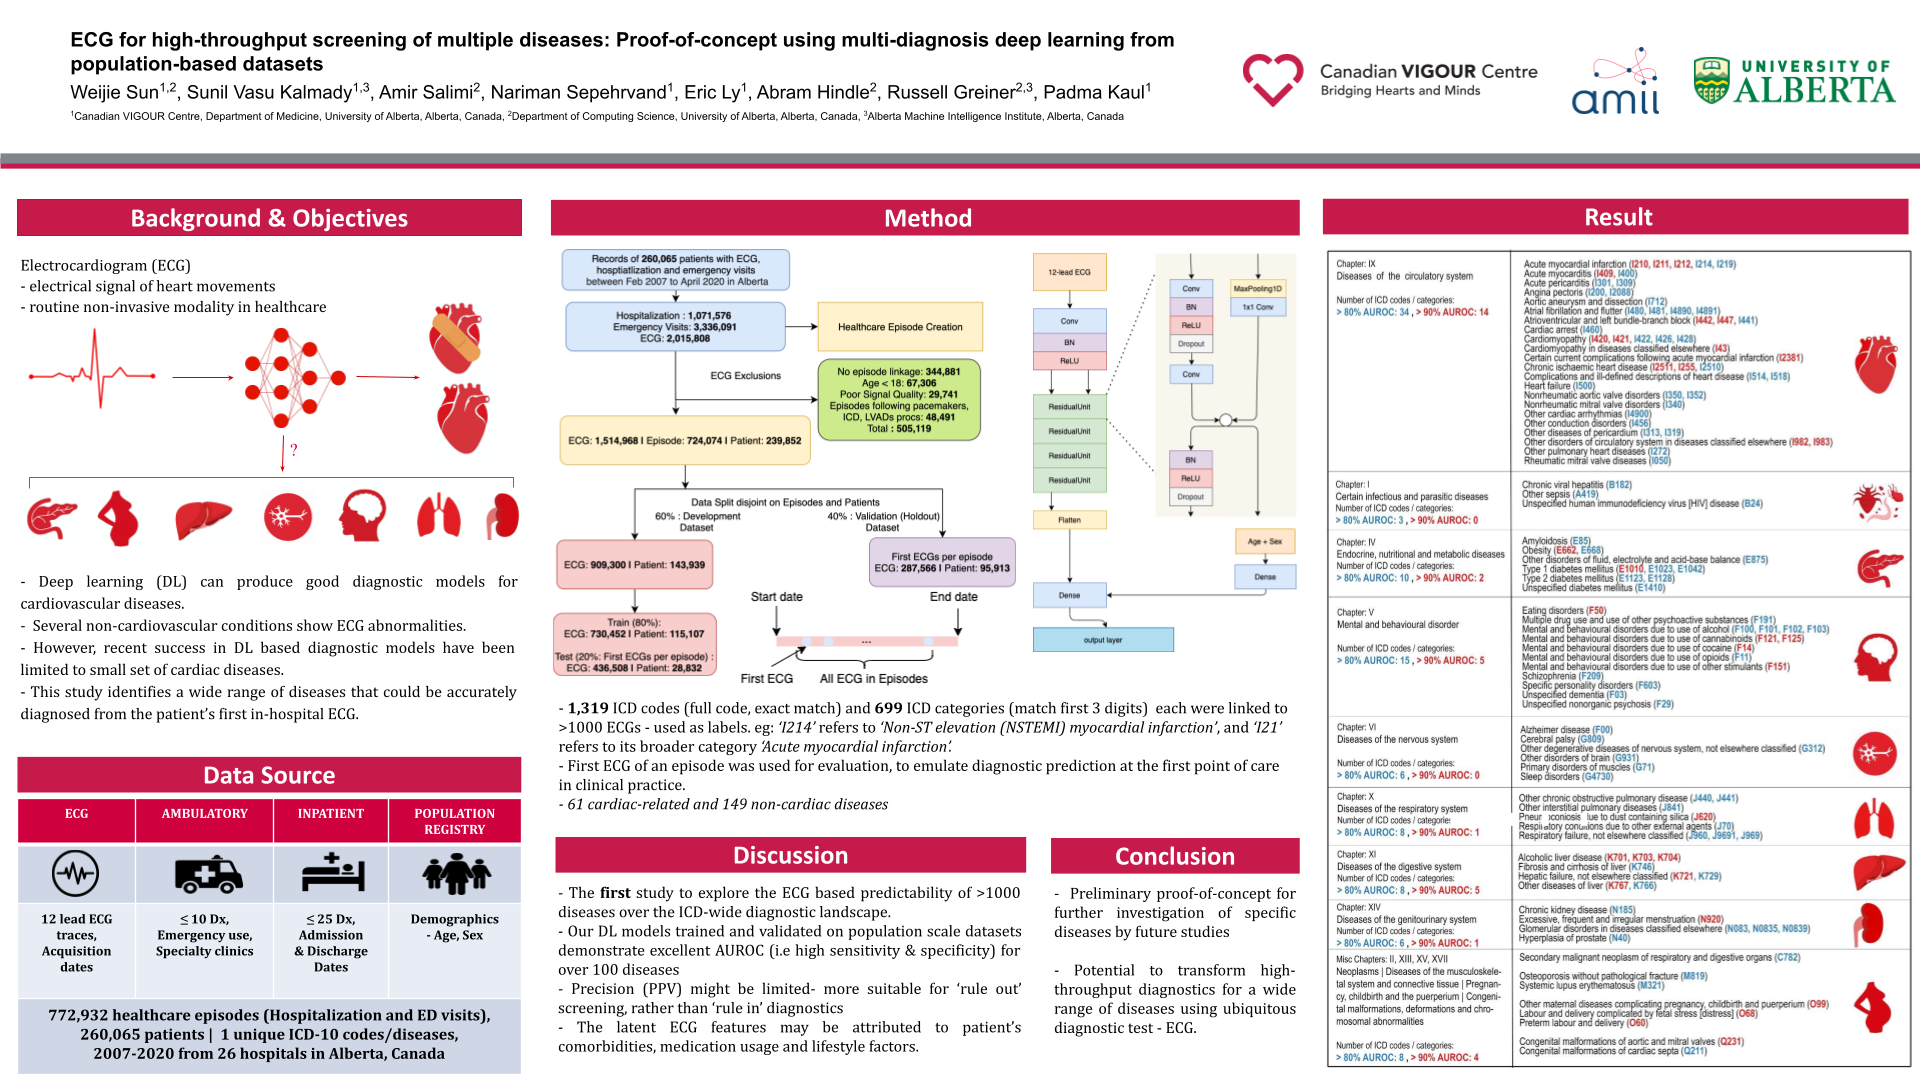 ECG for high-throughput screening of multiple diseases: Proof-of-concept using multi-diagnosis deep learning from
population-based datasets
Weijie Sun1,2, Sunil Vasu Kalmady1,3, Amir Salimi2, Nariman Sepehrvand1, Eric Ly1, Abram Hindle2, Russell Greiner2,3, Padma Kaul1
1Canadian VIGOUR Centre, Department of Medicine, University of Alberta, Alberta, Canada, 2Department of Computing Science, University of Alberta, Alberta, Canada, 3Alberta Machine Intelligence Institute, Alberta, Canada
Canadian VIGOUR Centre
Bridging Hearts and Minds
amii
UNIVERSITY OF
ALBERTA
Background & Objectives
Electrocardiogram (ECG)
- electrical signal of heart movements
- routine non-invasive modality in healthcare
?
- Deep learning (DL) can produce good diagnostic models for
cardiovascular diseases.
- Several non-cardiovascular conditions show ECG abnormalities.
- However, recent success in DL based diagnostic models have been
limited to small set of cardiac diseases.
- This study identifies a wide range of diseases that could be accurately
diagnosed from the patient's first in-hospital ECG.
Data Source
ECG
AMBULATORY
INPATIENT
POPULATION
REGISTRY
12 lead ECG
traces,
Acquisition
dates
≤ 10 Dx,
Emergency use,
Specialty clinics
≤ 25 Dx,
Admission
& Discharge
Dates
Demographics
- Age, Sex
772,932 healthcare episodes (Hospitalization and ED visits),
260,065 patients | 1 unique ICD-10 codes/diseases,
2007-2020 from 26 hospitals in Alberta, Canada
Method
Records of 260,065 patients with ECG,
hosptiatlization and emergency visits
between Feb 2007 to April 2020 in Alberta
Hospitalization : 1,071,576
Emergency Visits: 3,336,091
ECG: 2,015,808
Healthcare Episode Creation
ECG Exclusions
No episode linkage: 344,881
Age < 18: 67,306
Poor Signal Quality: 29,741
Episodes following pacemakers,
ICD, LVADs procs: 48,491
Total : 505,119
ECG: 1,514,968 I Episode: 724,074 I Patient: 239,852
Data Split disjoint on Episodes and Patients
60% : Development
Dataset
40% : Validation (Holdout)
Dataset
ECG: 909,300 I Patient: 143,939
First ECGs per episode
ECG: 287,566 I Patient: 95,913
Train (80%):
ECG: 730,452 I Patient: 115,107
Test (20%: First ECGs per episode) :
ECG: 436,508 I Patient: 28,832
Start date
End date
...
First ECG
All ECG in Episodes
12-lead ECG
Conv
BN
ReLU
ResidualUnit
ResidualUnit
ResidualUnit
ResidualUnit
Flatten
Dense
output layer
Conv
BN
ReLU
Dropout
Conv
MaxPooling1D
1x1 Conv
BN
ReLU
Dropout
Age + Sex
Dense
- 1,319 ICD codes (full code, exact match) and 699 ICD categories (match first 3 digits) each were linked to
>1000 ECGs - used as labels. eg: 'I214' refers to 'Non-ST elevation (NSTEMI) myocardial infarction', and 'I21'
refers to its broader category 'Acute myocardial infarction'.
- First ECG of an episode was used for evaluation, to emulate diagnostic prediction at the first point of care
in clinical practice.
- 61 cardiac-related and 149 non-cardiac diseases
Discussion
- The first study to explore the ECG based predictability of >1000
diseases over the ICD-wide diagnostic landscape.
- Our DL models trained and validated on population scale datasets
demonstrate excellent AUROC (i.e high sensitivity & specificity) for
over 100 diseases
- Precision (PPV) might be limited- more suitable for 'rule out'
screening, rather than 'rule in' diagnostics
- The latent ECG features may be attributed to patient's
comorbidities, medication usage and lifestyle factors.
Conclusion
- Preliminary proof-of-concept for
further investigation of specific
diseases by future studies
- Potential to transform high-
throughput diagnostics for a wide
range of diseases using ubiquitous
diagnostic test - ECG.
Result
Chapter: IX
Diseases of the circulatory system
Number of ICD codes / categories:
> 80% AUROC: 34 , > 90% AUROC: 14
Acute myocardial infarction (I210, I211, I212, I214, I219)
Acute myocarditis (I409, I400)
Acute pericarditis (I301, I309)
Angina pectoris (I200, I2088)
Aortic aneurysm and dissection (I712)
Atrial fibrillation and flutter (I480, I481, I4890, I4891)
Atrioventricular and left bundle-branch block (I442, I447, I441)
Cardiac arrest (I460)
Cardiomyopathy (I420, I421, I422, I426, I428)
Cardiomyopathy in diseases classified elsewhere (I43)
Certain current complications following acute myocardial infarction (I2381)
Chronic ischaemic heart disease (I2511, I255, I2510)
Complications and ill-defined descriptions of heart disease (I514, I518)
Heart failure (I500)
Nonrheumatic aortic valve disorders (I350, I352)
Nonrheumatic mitral valve disorders (I340)
Other cardiac arrhythmias (I4900)
Other conduction disorders (I456)
Other diseases of pericardium (I313, I319)
Other disorders of circulatory system in diseases classified elsewhere (I982, I983)
Other pulmonary heart diseases (I272)
Rheumatic mitral valve diseases (I050)
Chapter: I
Certain infectious and parasitic diseases
Number of ICD codes / categories:
> 80% AUROC: 3 , > 90% AUROC: 0
Chronic viral hepatitis (B182)
Other sepsis (A419)
Unspecified human immunodeficiency virus [HIV] disease (B24)
Chapter: IV
Endocrine, nutritional and metabolic diseases
Number of ICD codes / categories:
> 80% AUROC: 10 , > 90% AUROC: 2
Amyloidosis (E85)
Obesity (E662, E668)
Other disorders of fluid, electrolyte and acid-base balance (E875)
Type 1 diabetes mellitus (E1010, E1023, E1042)
Type 2 diabetes mellitus (E1123, E1128)
Unspecified diabetes mellitus (E1410)
Chapter: V
Mental and behavioural disorder
Number of ICD codes / categories:
> 80% AUROC: 15 , > 90% AUROC: 5
Eating disorders (F50)
Multiple drug use and use of other psychoactive substances (F191)
Mental and behavioural disorders due to use of alcohol (F100, F101, F102, F103)
Mental and behavioural disorders due to use of cannabinoids (F121, F125)
Mental and behavioural disorders due to use of cocaine (F14)
Mental and behavioural disorders due to use of opioids (F11)
Mental and behavioural disorders due to use of other stimulants (F151)
Schizophrenia (F209)
Specific personality disorders (F603)
Unspecified dementia (F03)
Unspecified nonorganic psychosis (F29)
Chapter: VI
Diseases of the nervous system
Number of ICD codes / categories:
> 80% AUROC: 6 , > 90% AUROC: 0
Alzheimer disease (F00)
Cerebral palsy (G809)
Other degenerative diseases of nervous system, not elsewhere classified (G312)
Other disorders of brain (G931)
Primary disorders of muscles (G71)
Sleep disorders (G4730)
Chapter: X
Diseases of the respiratory system
Number of ICD codes / categorie:
> 80% AUROC: 8 , > 90% AUROC: 1
Other chronic obstructive pulmonary disease (J440, J441)
Other interstitial pulmonary diseases (J841)
to dust containing silica (J620)
due to other external agents (J70)
Respiratory failure, not elsewhere classified (J960, J9691, J969)
Chapter: XI
Diseases of the digestive system
Number of ICD codes / categories:
> 80% AUROC: 8 , > 90% AUROC: 5
Alcoholic liver disease (K701, K703, K704)
Fibrosis and cirrhosis of liver (K746)
Hepatic failure, not elsewhere classified (K721, K729)
Other diseases of liver (K767, K766)
Chapter: XIV
Diseases of the genitourinary system
Number of ICD codes / categories:
> 80% AUROC: 6 , > 90% AUROC: 1
Chronic kidney disease (N185)
Excessive, frequent and irregular menstruation (N920)
Glomerular disorders in diseases classified elsewhere (N083, N0835, N0839)
Hyperplasia of prostate (N40)
Misc Chapters: II, XIII, XV, XVII
Neoplasms | Diseases of the musculoskele-
tal system and connective tissue | Pregnan-
cy, childbirth and the puerperium | Congeni-
tal malformations, deformations and chro-
mosomal abnormalities
Number of ICD codes / categories:
> 80% AUROC: 8 , > 90% AUROC: 4
Secondary malignant neoplasm of respiratory and digestive organs (C782)
Osteoporosis without pathological fracture (M819)
Systemic lupus erythematosus (M321)
Other maternal diseases complicating pregnancy, childbirth and puerperium (O99)
Labour and delivery complicated by fetal stress [distress] (O68)
Preterm labour and delivery (O60)
Congenital malformations of aortic and mitral valves (Q231)
Congenital malformations of cardiac septa (Q211)